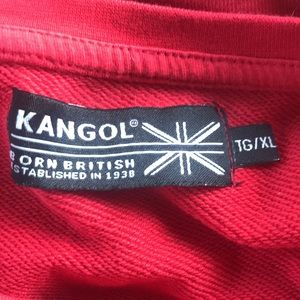 KANGOL®
BORN BRITISH
ESTABLISHED IN 1938
TG/XL